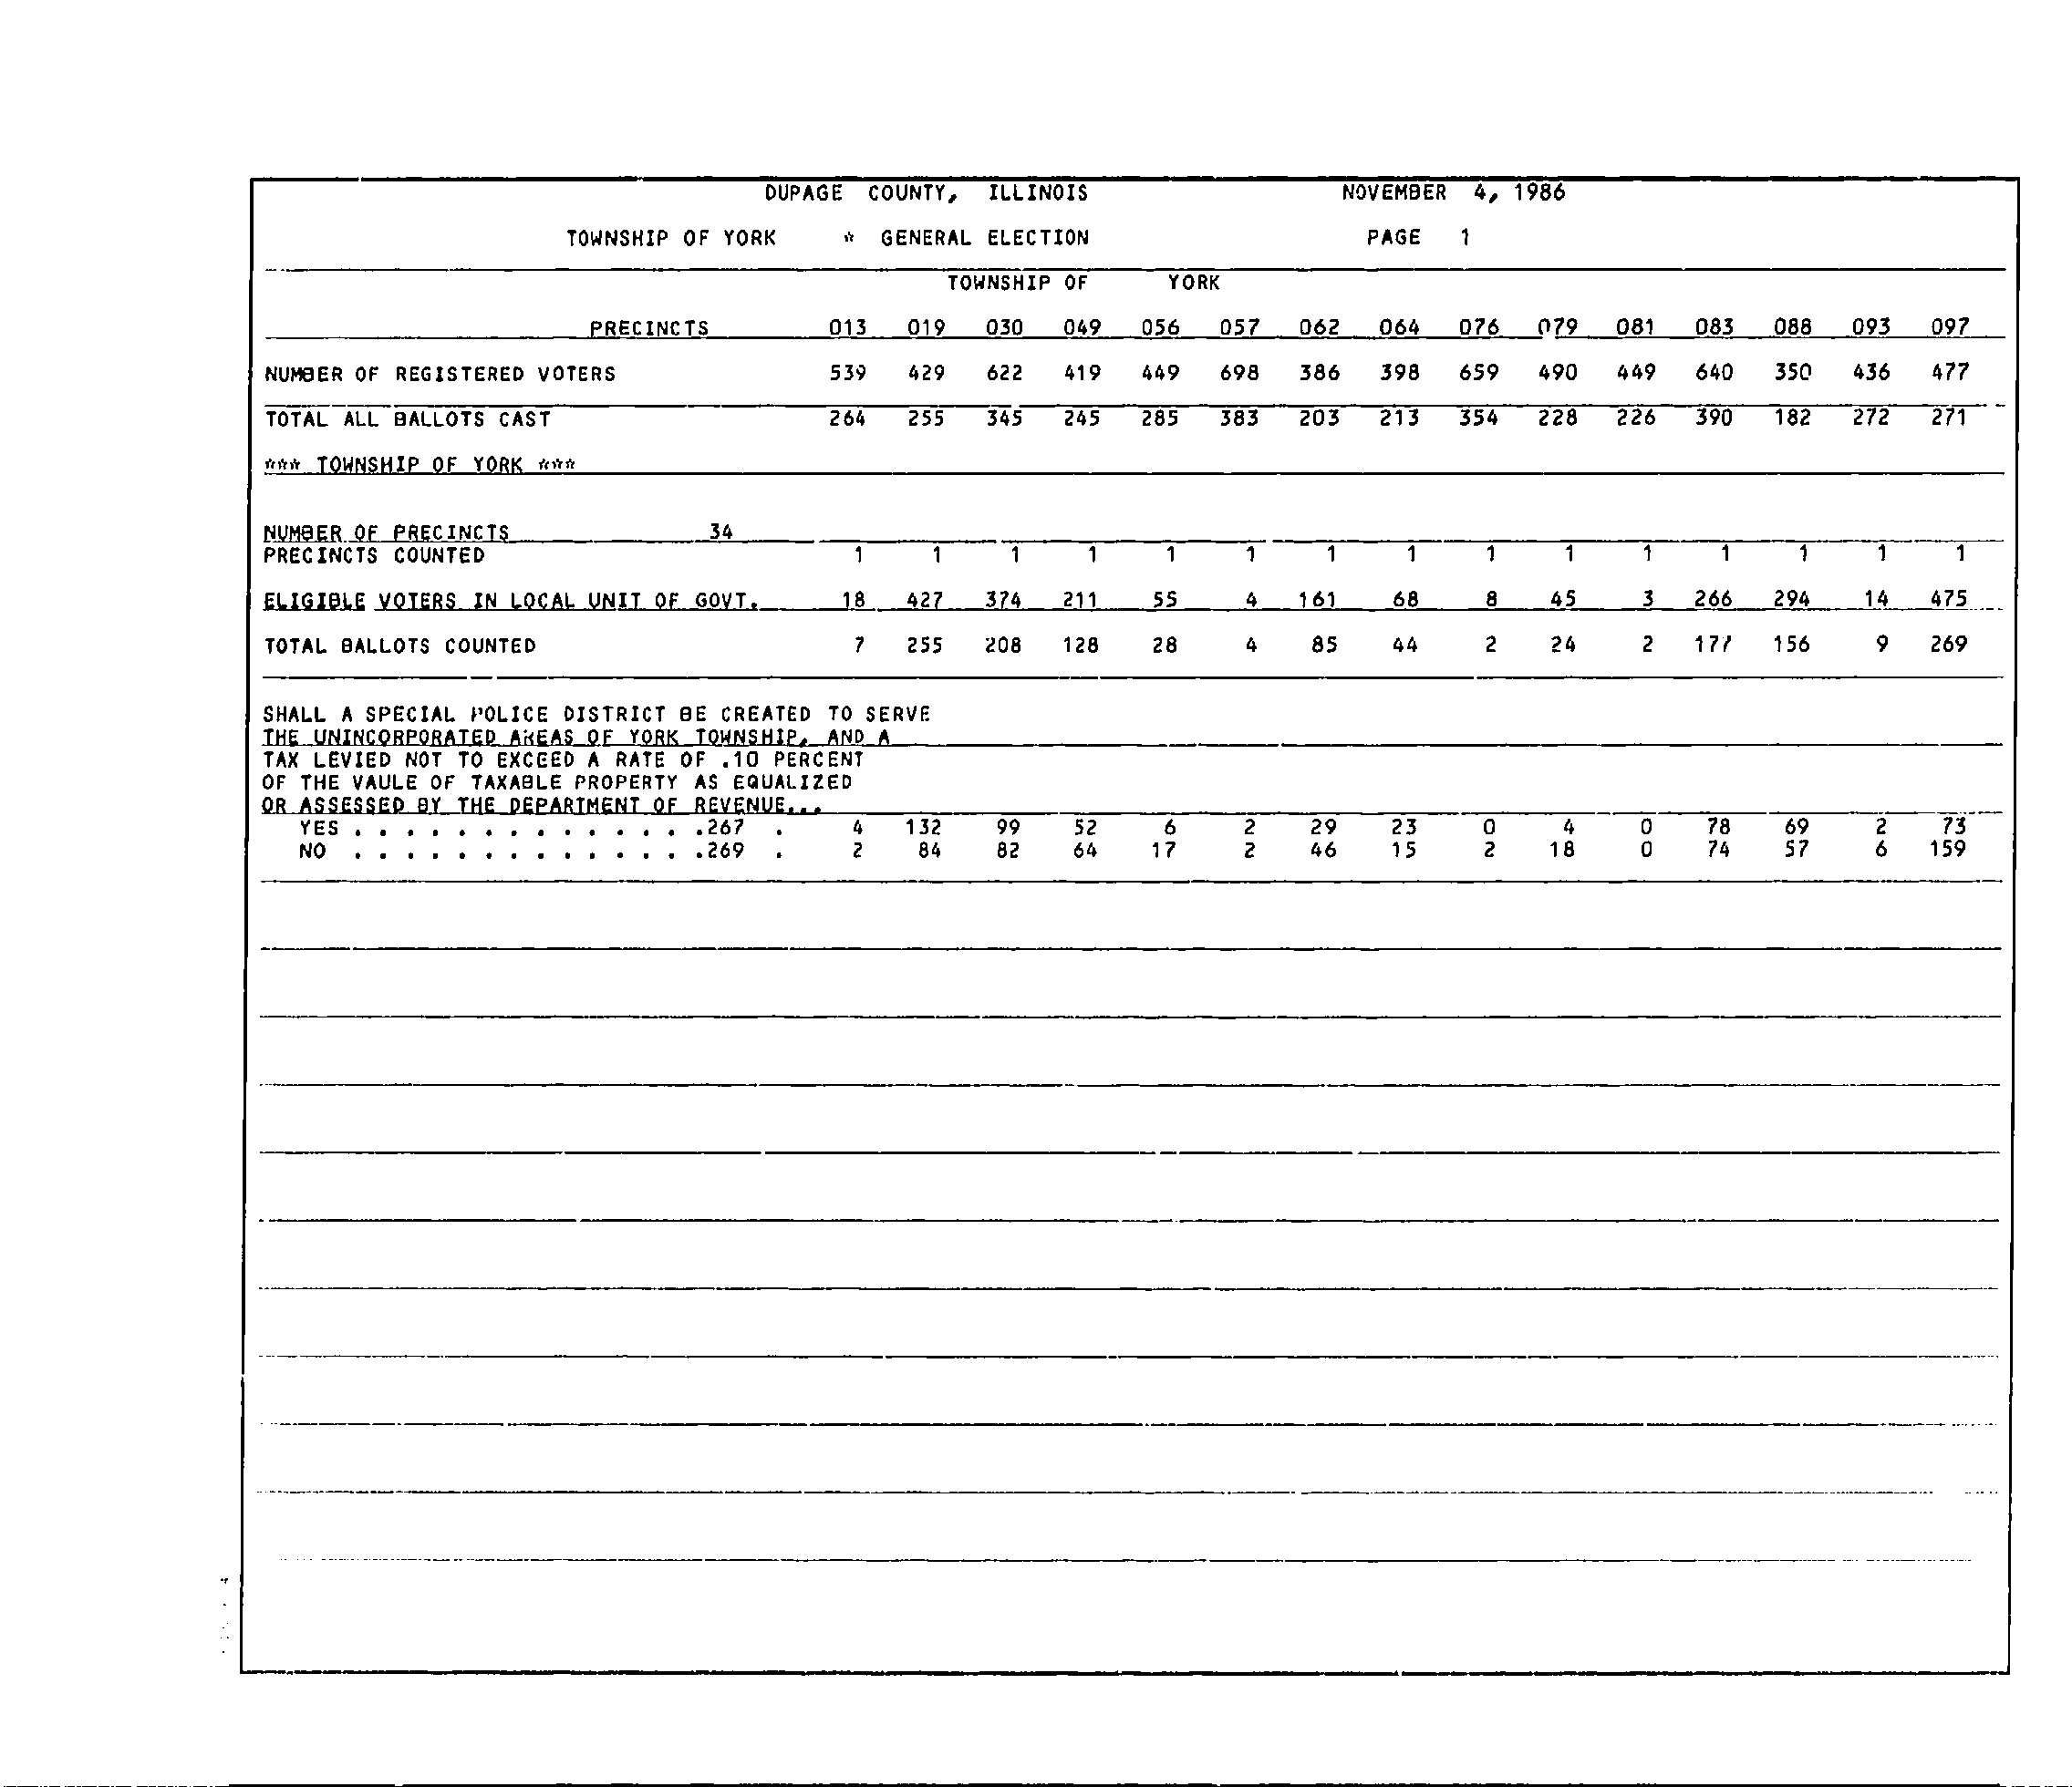 DUPAGE COUNTY, ILLINOIS NOVEMBER 4, 1986
TOWNSHIP OF YORK * GENERAL ELECTION PAGE 1
TOWNSHIP OF YORK
PRECINCTS 013 019 030 049 056 057 062 064 076 079 081 083 088 093 097
NUMBER OF REGISTERED VOTERS 539 429 622 419 449 698 386 398 659 490 449 640 350 436 477
TOTAL ALL BALLOTS CAST 264 255 345 245 285 383 203 213 354 228 226 390 182 272 271
*** TOWNSHIP OF YORK ***
NUMBER OF PRECINCTS 34
PRECINCTS COUNTED 1 1 1 1 1 1 1 1 1 1 1 1 1 1 1
ELIGIBLE VOTERS IN LOCAL UNIT OF GOVT. 18 427 374 211 55 4 161 68 8 45 3 266 294 14 475
TOTAL BALLOTS COUNTED 7 255 208 128 28 4 85 44 2 24 2 177 156 9 269
SHALL A SPECIAL POLICE DISTRICT BE CREATED TO SERVE
THE UNINCORPORATED AREAS OF YORK TOWNSHIP, AND A
TAX LEVIED NOT TO EXCEED A RATE OF .10 PERCENT
OF THE VAULE OF TAXABLE PROPERTY AS EQUALIZED
OR ASSESSED BY THE DEPARTMENT OF REVENUE...
YES . . . . . . . . . . . . . .267 . 4 132 99 52 6 2 29 23 0 4 0 78 69 2 73
NO . . . . . . . . . . . . . .269 . 2 84 82 64 17 2 46 15 2 18 0 74 57 6 159